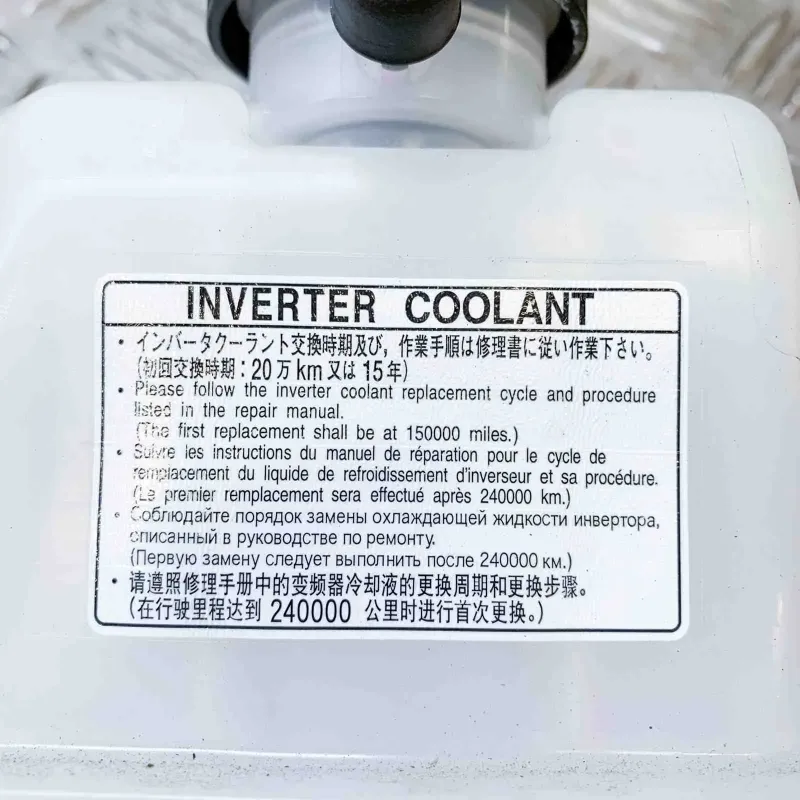 INVERTER COOLANT
・インバータクーラント交換時期及び，作業手順は修理書に従い作業下さい。
(初回交換時期：20万km又は15年)
・Please follow the inverter coolant replacement cycle and procedure
listed in the repair manual.
(The first replacement shall be at 150000 miles.)
・Suivre les instructions du manuel de réparation pour le cycle de
remplacement du liquide de refroidissement d'inverseur et sa procédure.
(Le premier remplacement sera effectué après 240000 km.)
・Соблюдайте порядок замены охлаждающей жидкости инвертора,
списанный в руководстве по ремонту.
(Первую замену следует выполнить после 240000 км.)
・请遵照修理手册中的变频器冷却液的更换周期和更换步骤。
(在行驶里程达到 240000 公里时进行首次更换。)